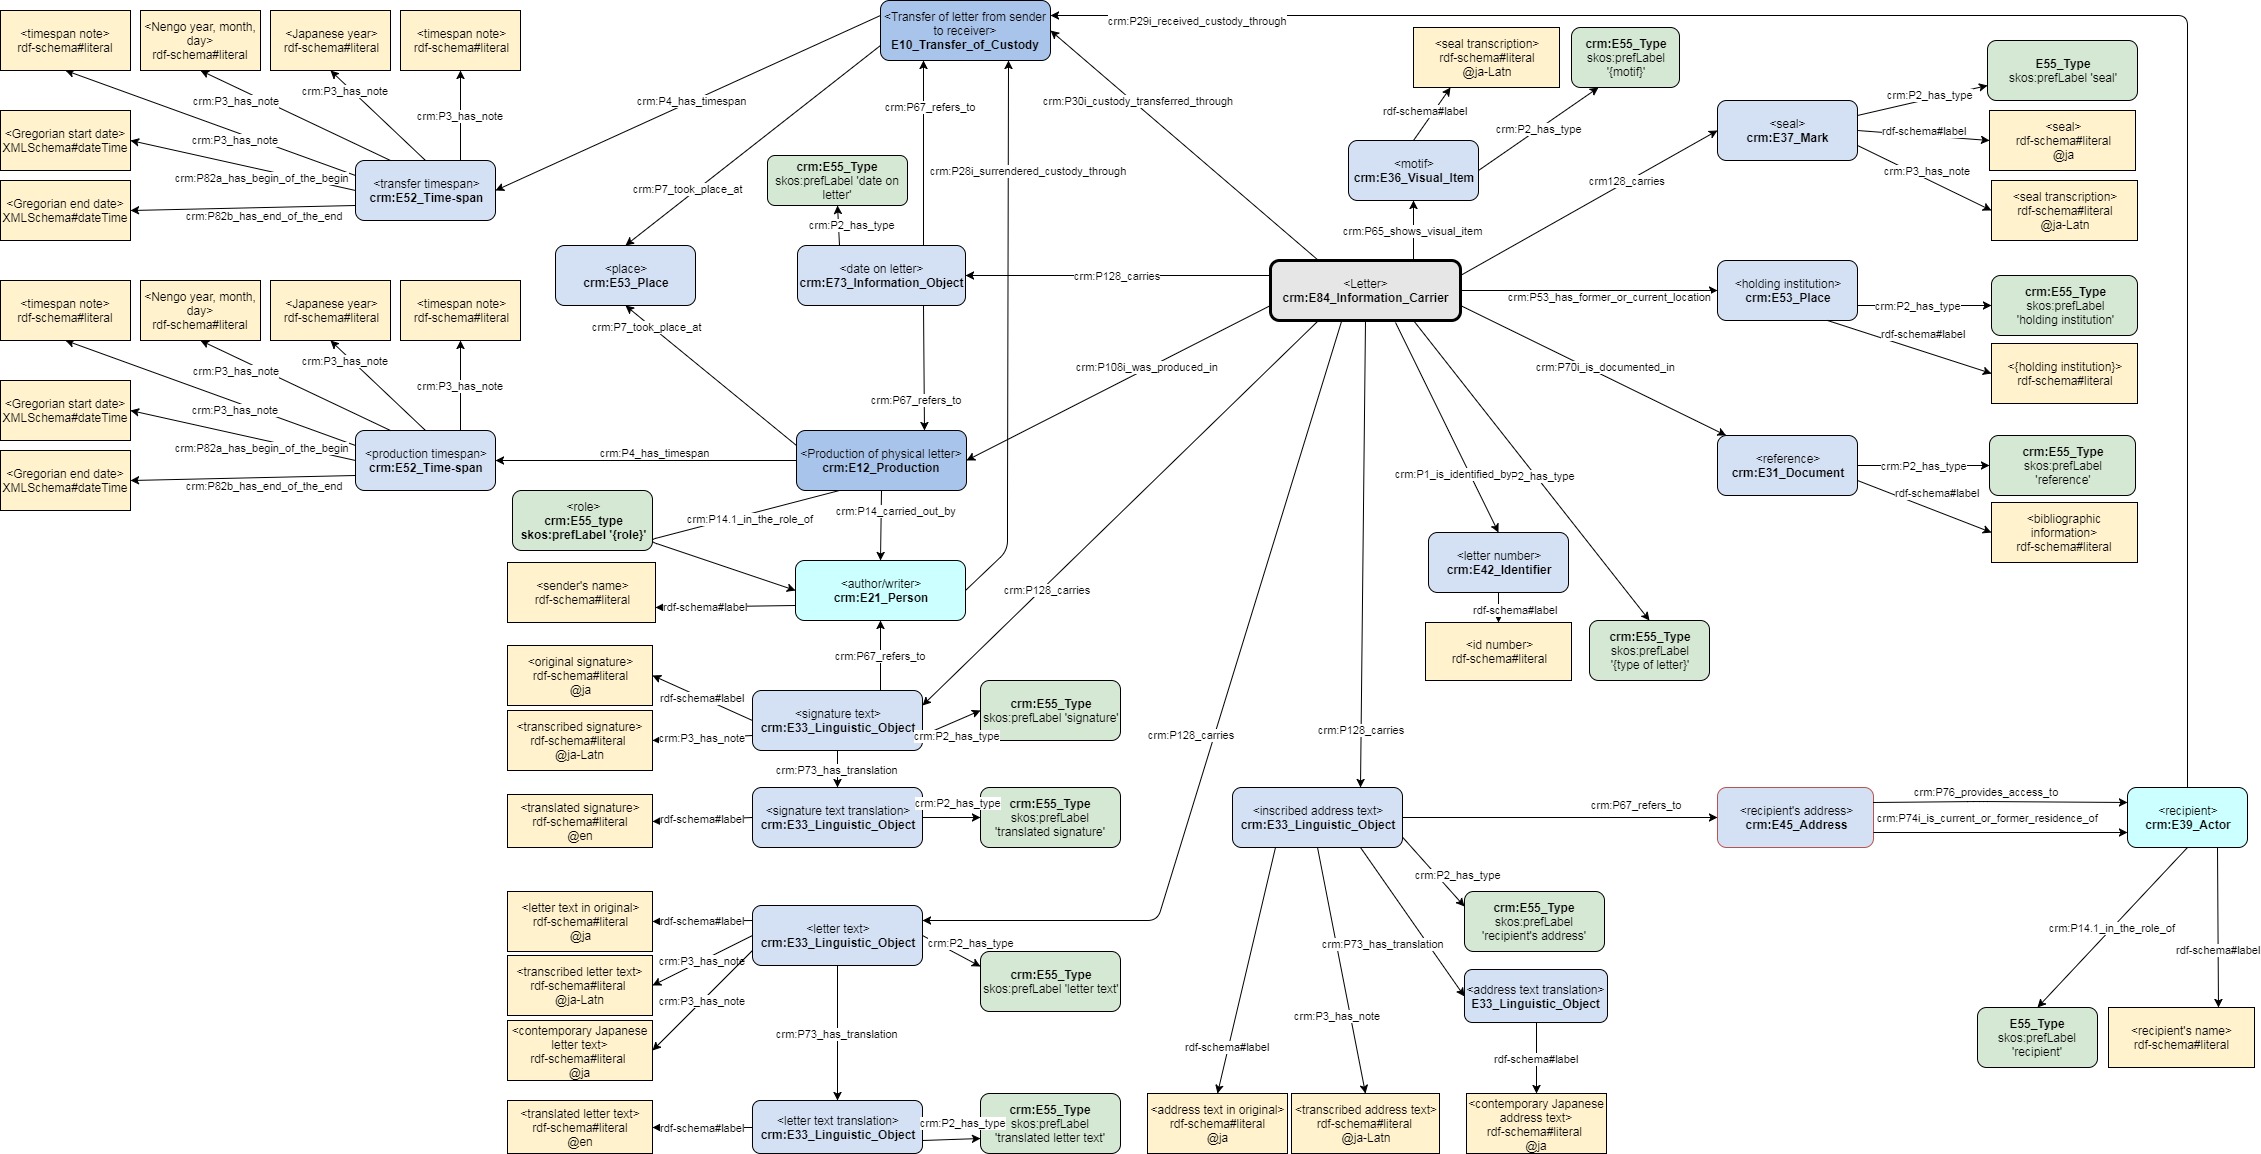 <Transfer of letter from sender
to receiver>
E10_Transfer_of_Custody
crm:P29i_received_custody_through
<timespan note>
rdf-schema#literal
<Nengo year, month,
day>
rdf-schema#literal
<Japanese year>
rdf-schema#literal
<timespan note>
rdf-schema#literal
crm:P3_has_note
crm:P3_has_note
crm:P3_has_note
crm:P3_has_note
<Gregorian start date>
XMLSchema#dateTime
crm:P82a_has_begin_of_the_begin
<Gregorian end date>
XMLSchema#dateTime
crm:P82b_has_end_of_the_end
<transfer timespan>
crm:E52_Time-span
crm:P4_has_timespan
crm:P7_took_place_at
crm:P67_refers_to
crm:P28i_surrendered_custody_through
crm:P30i_custody_transferred_through
crm:E55_Type
skos:prefLabel 'date on
letter'
crm:P2_has_type
<place>
crm:E53_Place
<date on letter>
crm:E73_Information_Object
crm:P128_carries
<Letter>
crm:E84_Information_Carrier
<seal transcription>
rdf-schema#literal
@ja-Latn
crm:E55_Type
skos:prefLabel
'{motif}'
rdf-schema#label
crm:P2_has_type
<motif>
crm:E36_Visual_Item
crm:P65_shows_visual_item
crm128_carries
<seal>
crm:E37_Mark
crm:P2_has_type
E55_Type
skos:prefLabel 'seal'
rdf-schema#label
<seal>
rdf-schema#literal
@ja
crm:P3_has_note
<seal transcription>
rdf-schema#literal
@ja-Latn
crm:P53_has_former_or_current_location
<holding institution>
crm:E53_Place
crm:P2_has_type
crm:E55_Type
skos:prefLabel
'holding institution'
rdf-schema#label
<{holding institution}>
rdf-schema#literal
crm:P70i_is_documented_in
<reference>
crm:E31_Document
crm:P2_has_type
crm:E55_Type
skos:prefLabel
'reference'
rdf-schema#label
<bibliographic
information>
rdf-schema#literal
<timespan note>
rdf-schema#literal
<Nengo year, month,
day>
rdf-schema#literal
<Japanese year>
rdf-schema#literal
<timespan note>
rdf-schema#literal
crm:P3_has_note
crm:P3_has_note
crm:P3_has_note
crm:P3_has_note
<Gregorian start date>
XMLSchema#dateTime
crm:P82a_has_begin_of_the_begin
<Gregorian end date>
XMLSchema#dateTime
crm:P82b_has_end_of_the_end
<production timespan>
crm:E52_Time-span
crm:P4_has_timespan
crm:P7_took_place_at
crm:P67_refers_to
crm:P108i_was_produced_in
<Production of physical letter>
crm:E12_Production
<role>
crm:E55_type
skos:prefLabel '{role}'
crm:P14.1_in_the_role_of
crm:P14_carried_out_by
<author/writer>
crm:E21_Person
<sender's name>
rdf-schema#literal
rdf-schema#label
crm:P67_refers_to
crm:P128_carries
crm:P1_is_identified_by
crm:P2_has_type
<letter number>
crm:E42_Identifier
rdf-schema#label
<id number>
rdf-schema#literal
crm:E55_Type
skos:prefLabel
'{type of letter}'
<original signature>
rdf-schema#literal
@ja
rdf-schema#label
<transcribed signature>
rdf-schema#literal
@ja-Latn
crm:P3_has_note
<signature text>
crm:E33_Linguistic_Object
crm:E55_Type
skos:prefLabel 'signature'
crm:P2_has_type
crm:P73_has_translation
<translated signature>
rdf-schema#literal
@en
rdf-schema#label
<signature text translation>
crm:E33_Linguistic_Object
crm:P2_has_type
crm:E55_Type
skos:prefLabel
'translated signature'
crm:P128_carries
crm:P128_carries
<letter text in original>
rdf-schema#literal
@ja
rdf-schema#label
<transcribed letter text>
rdf-schema#literal
@ja-Latn
crm:P3_has_note
<contemporary Japanese
letter text>
rdf-schema#literal
@ja
crm:P3_has_note
<letter text>
crm:E33_Linguistic_Object
crm:P2_has_type
crm:E55_Type
skos:prefLabel 'letter text'
crm:P73_has_translation
<translated letter text>
rdf-schema#literal
@en
rdf-schema#label
<letter text translation>
crm:E33_Linguistic_Object
crm:P2_has_type
crm:E55_Type
skos:prefLabel
'translated letter text'
<inscribed address text>
crm:E33_Linguistic_Object
crm:P67_refers_to
<recipient's address>
crm:E45_Address
crm:P76_provides_access_to
crm:P74i_is_current_or_former_residence_of
<recipient>
crm:E39_Actor
crm:P2_has_type
crm:E55_Type
skos:prefLabel
'recipient's address'
crm:P73_has_translation
<address text translation>
E33_Linguistic_Object
crm:P3_has_note
rdf-schema#label
rdf-schema#label
<address text in original>
rdf-schema#literal
@ja
<transcribed address text>
rdf-schema#literal
@ja-Latn
<contemporary Japanese
address text>
rdf-schema#literal
@ja
crm:P14.1_in_the_role_of
rdf-schema#label
E55_Type
skos:prefLabel
'recipient'
<recipient's name>
rdf-schema#literal